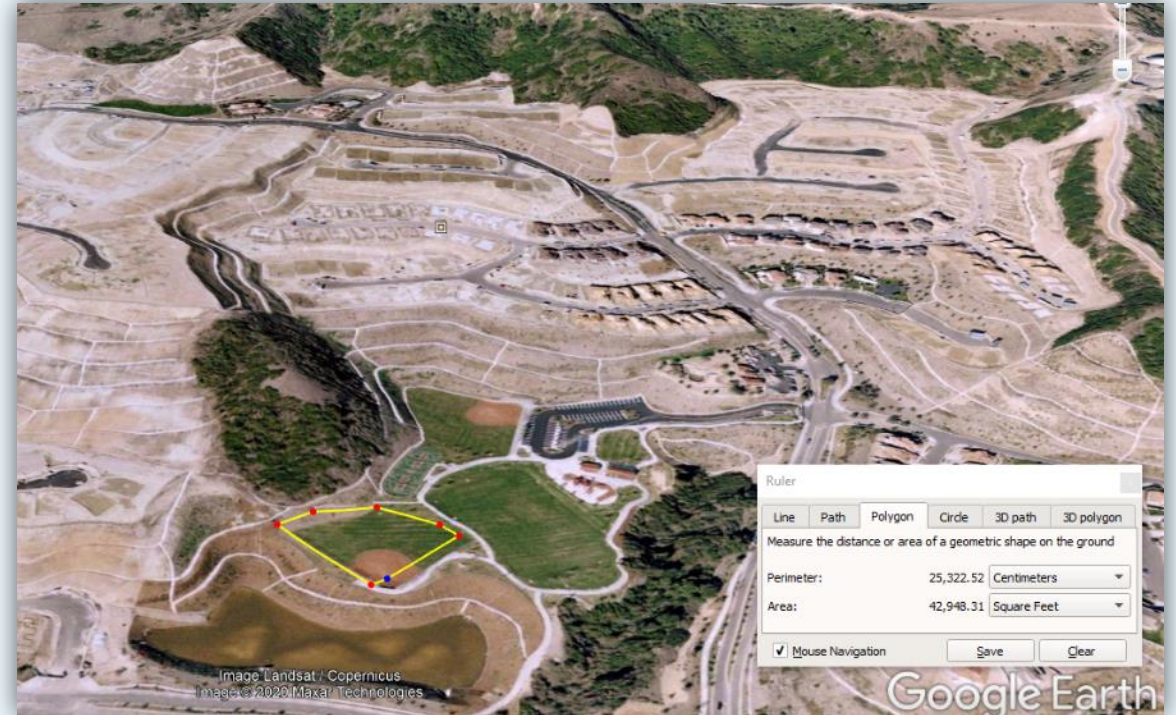 Ruler
Line Path Polygon Circle 3D path 3D polygon
Measure the distance or area of a geometric shape on the ground
Perimeter: 25,322.52 Centimeters
Area: 42,948.31 Square Feet
Mouse Navigation Save Clear
Image Landsat / Copernicus
Image © 2020 Maxar Technologies
Google Earth